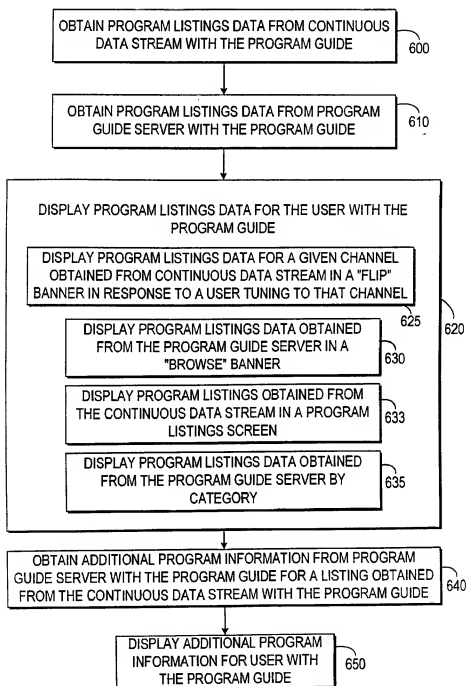 OBTAIN PROGRAM LISTINGS DATA FROM CONTINUOUS
DATA STREAM WITH THE PROGRAM GUIDE
600
OBTAIN PROGRAM LISTINGS DATA FROM PROGRAM
GUIDE SERVER WITH THE PROGRAM GUIDE
610
DISPLAY PROGRAM LISTINGS DATA FOR THE USER WITH THE
PROGRAM GUIDE
620
DISPLAY PROGRAM LISTINGS DATA FOR A GIVEN CHANNEL
OBTAINED FROM CONTINUOUS DATA STREAM IN A "FLIP"
BANNER IN RESPONSE TO A USER TUNING TO THAT CHANNEL
625
DISPLAY PROGRAM LISTINGS DATA OBTAINED
FROM THE PROGRAM GUIDE SERVER IN A
"BROWSE" BANNER
630
DISPLAY PROGRAM LISTINGS OBTAINED FROM
THE CONTINUOUS DATA STREAM IN A PROGRAM
LISTINGS SCREEN
633
DISPLAY PROGRAM LISTINGS DATA OBTAINED
FROM THE PROGRAM GUIDE SERVER BY
CATEGORY
635
OBTAIN ADDITIONAL PROGRAM INFORMATION FROM PROGRAM
GUIDE SERVER WITH THE PROGRAM GUIDE FOR A LISTING OBTAINED
FROM THE CONTINUOUS DATA STREAM WITH THE PROGRAM GUIDE
640
DISPLAY ADDITIONAL PROGRAM
INFORMATION FOR USER WITH
THE PROGRAM GUIDE
650